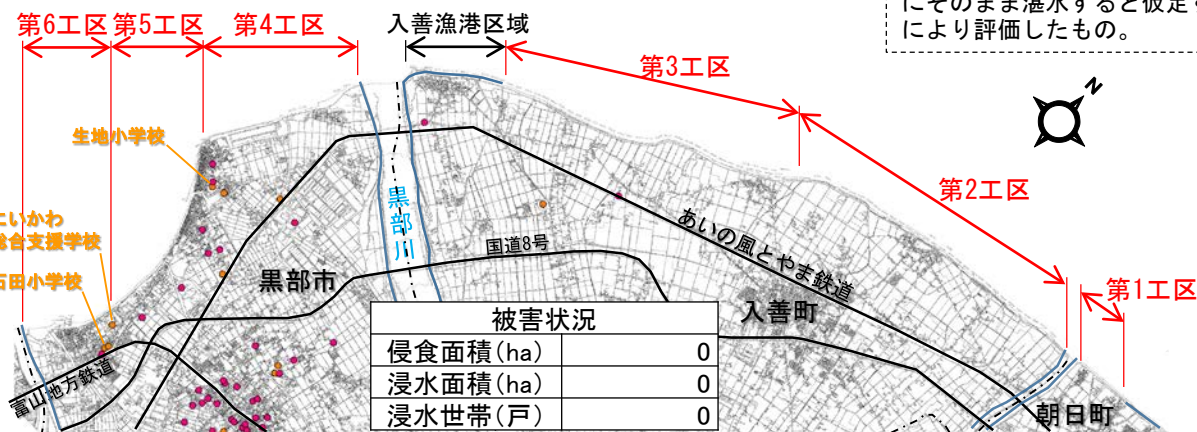 にそのまま湛水すると仮定
により評価したもの。
第6工区
第5工区
第4工区
入善漁港区域
第3工区
N
生地小学校
第2工区
黒部川
にいかわ
総合支援学校
あいの風とやま鉄道
国道8号
石田小学校
黒部市
第1工区
入善町
被害状況
侵食面積(ha) 0
浸水面積(ha) 0
浸水世帯(戸) 0
富山地方鉄道
朝日町